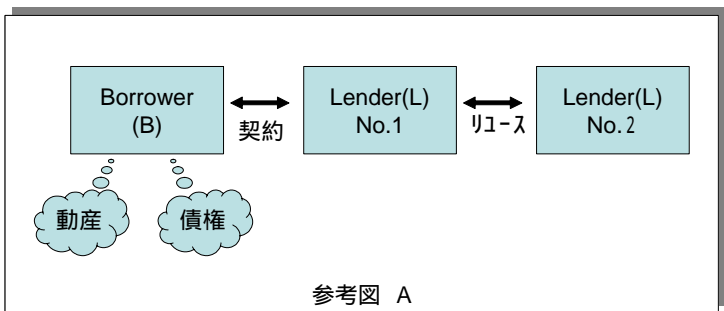 Borrower
(B)
契約
Lender(L)
No.1
ﾘﾕｰｽ
Lender(L)
No.2
動産
債権
参考図 A